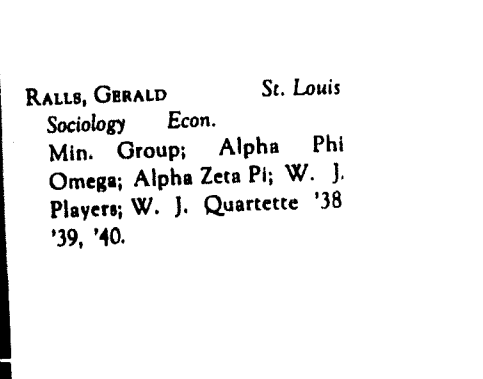 RALLS, GERALD St. Louis
Sociology Econ.
Min. Group; Alpha Phi
Omega; Alpha Zeta Pi; W. J.
Players; W. J. Quartette '38
'39, '40.